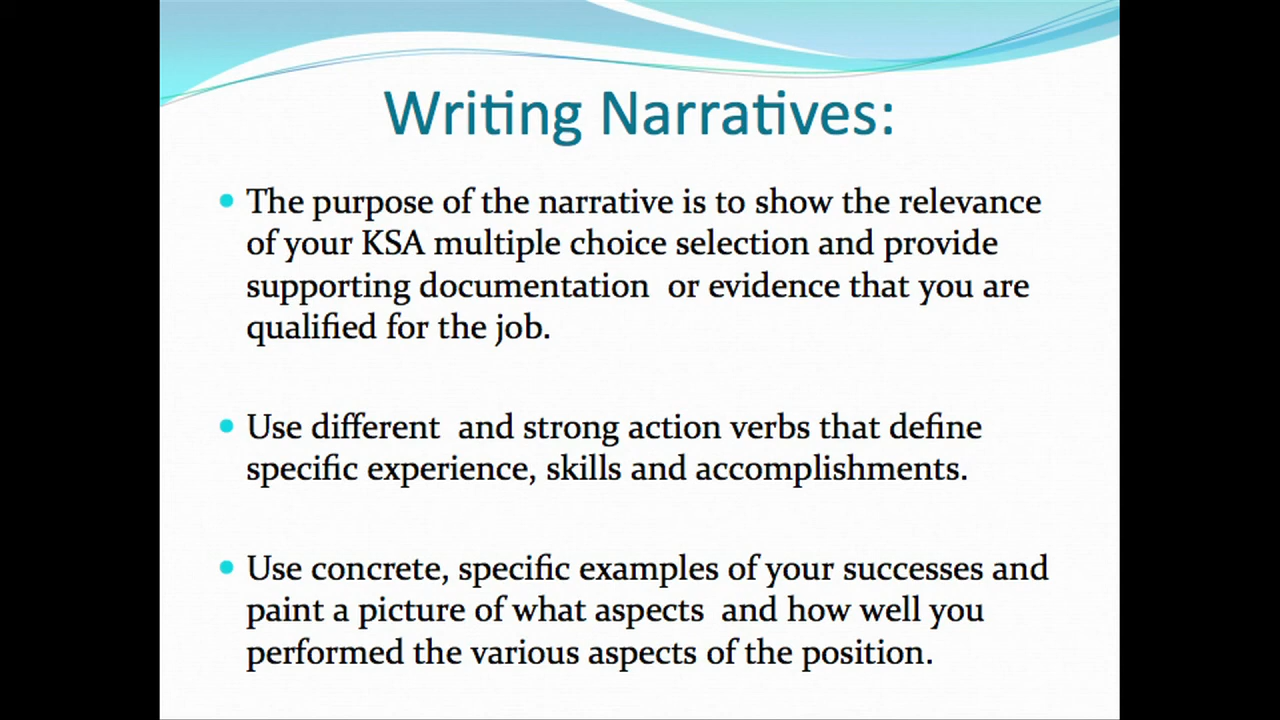 Writing Narratives:
The purpose of the narrative is to show the relevance
of your KSA multiple choice selection and provide
supporting documentation  or evidence that you are
qualified for the job.
Use different  and strong action verbs that define
specific experience, skills and accomplishments.
Use concrete, specific examples of your successes and
paint a picture of what aspects  and how well you
performed the various aspects of the position.